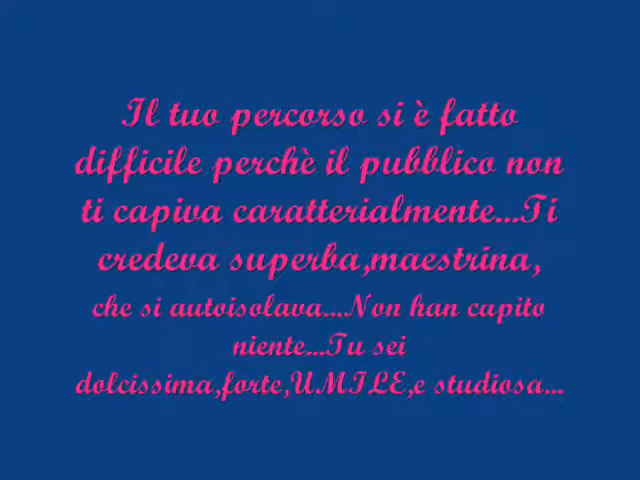 Il tuo percorso si è fatto
difficile perchè il pubblico non
ti capiva caratterialmente...Ti
credeva superba,maestrina,
che si autoisolava...Non han capito
niente...Tu sei
dolcissima,forte,UMILE,e studiosa...